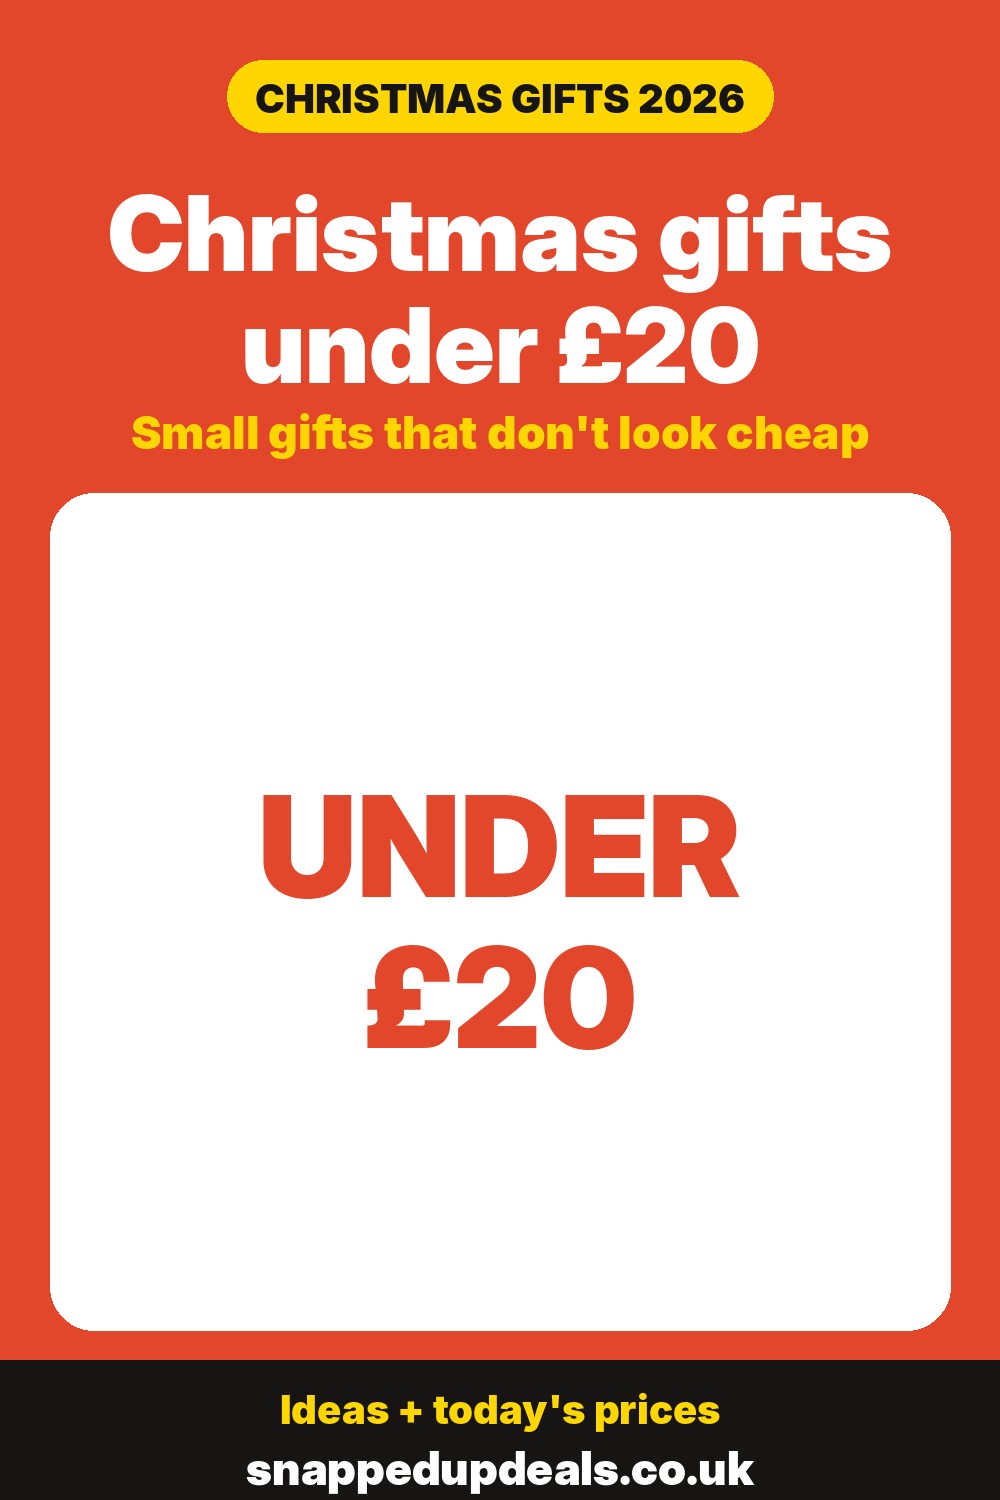 CHRISTMAS GIFTS 2026
Christmas gifts
under £20
Small gifts that don't look cheap
UNDER
£20
Ideas + today's prices
snappedupdeals.co.uk